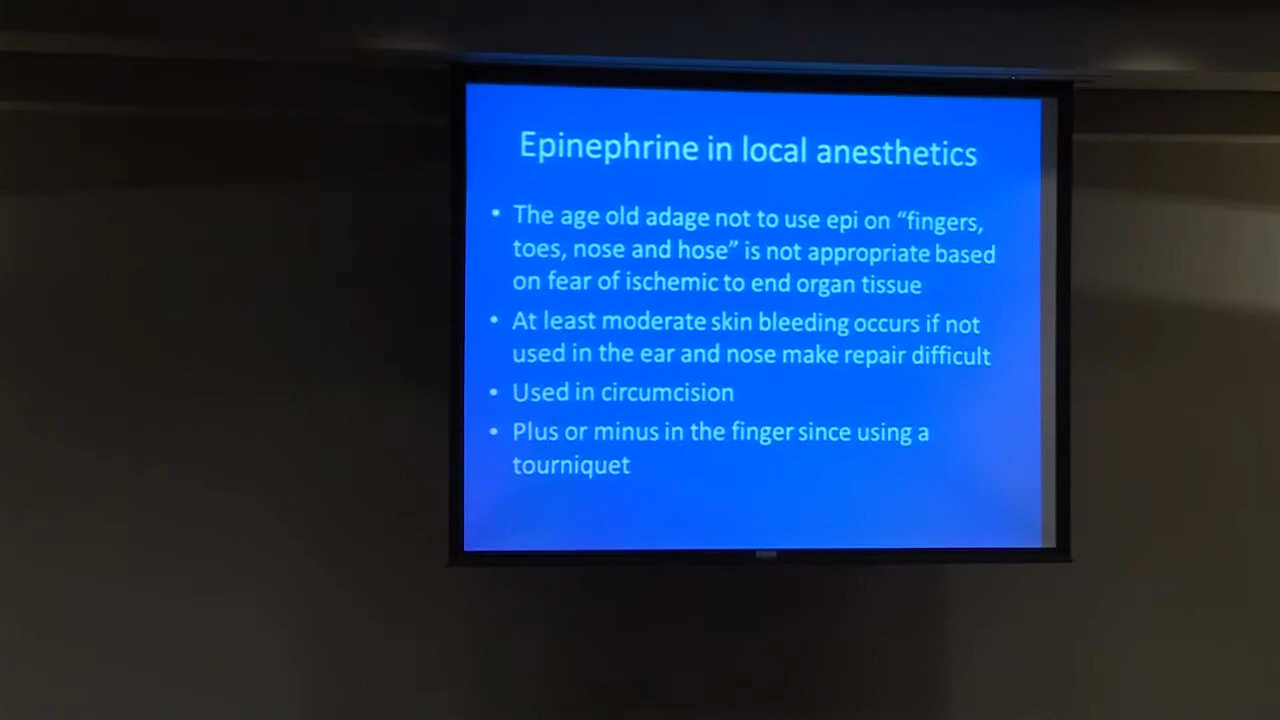 Epinephrine in local anesthetics
• The age old adage not to use epi on “fingers,
toes, nose and hose” is not appropriate based
on fear of ischemic to end organ tissue
• At least moderate skin bleeding occurs if not
used in the ear and nose make repair difficult
• Used in circumcision
• Plus or minus in the finger since using a
tourniquet